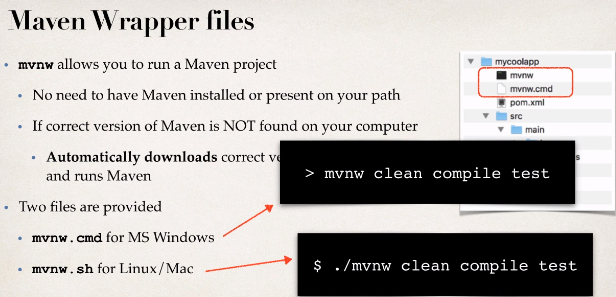 Maven Wrapper files
• mvnw allows you to run a Maven project
• No need to have Maven installed or present on your path
• If correct version of Maven is NOT found on your computer
• Automatically downloads correct
and runs Maven
• Two files are provided
• mvnw.cmd for MS Windows
• mvnw.sh for Linux/Mac
mycoolapp
mvnw
mvnw.cmd
pom.xml
src
main
> mvnw clean compile test
$ ./mvnw clean compile test